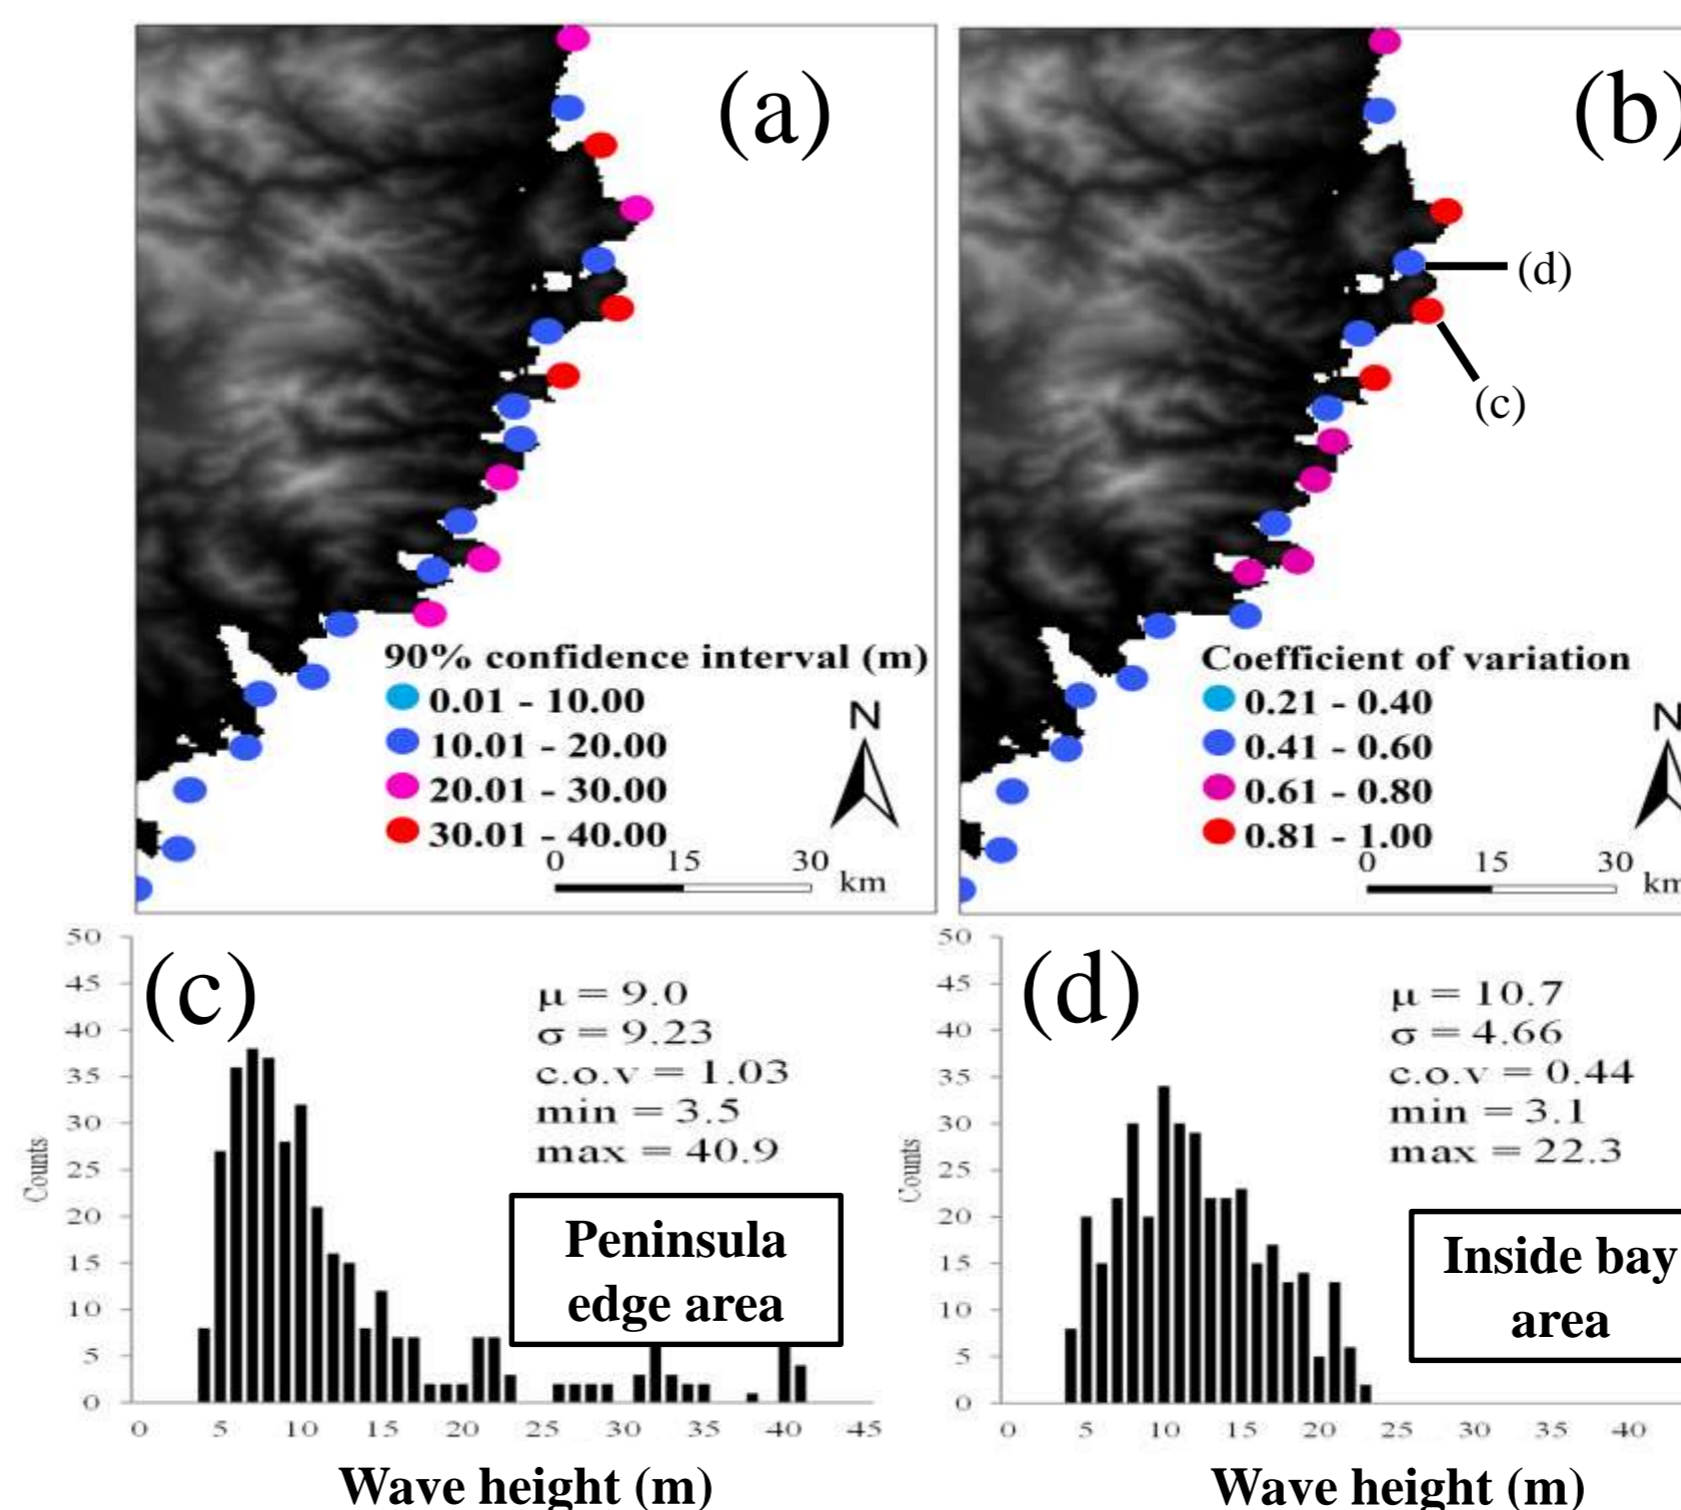 (a)
90% confidence interval (m)
0.01 - 10.00
10.01 - 20.00
20.01 - 30.00
30.01 - 40.00
N
0 15 30
km
(b)
(d)
(c)
Coefficient of variation
0.21 - 0.40
0.41 - 0.60
0.61 - 0.80
0.81 - 1.00
N
0 15 30
km
(c)
50
45
40
35
30
25
20
15
10
5
0
Counts
μ = 9.0
σ = 9.23
c.o.v = 1.03
min = 3.5
max = 40.9
Peninsula
edge area
0 5 10 15 20 25 30 35 40 45
Wave height (m)
(d)
50
45
40
35
30
25
20
15
10
5
0
Counts
μ = 10.7
σ = 4.66
c.o.v = 0.44
min = 3.1
max = 22.3
Inside bay
area
0 5 10 15 20 25 30 35 40
Wave height (m)